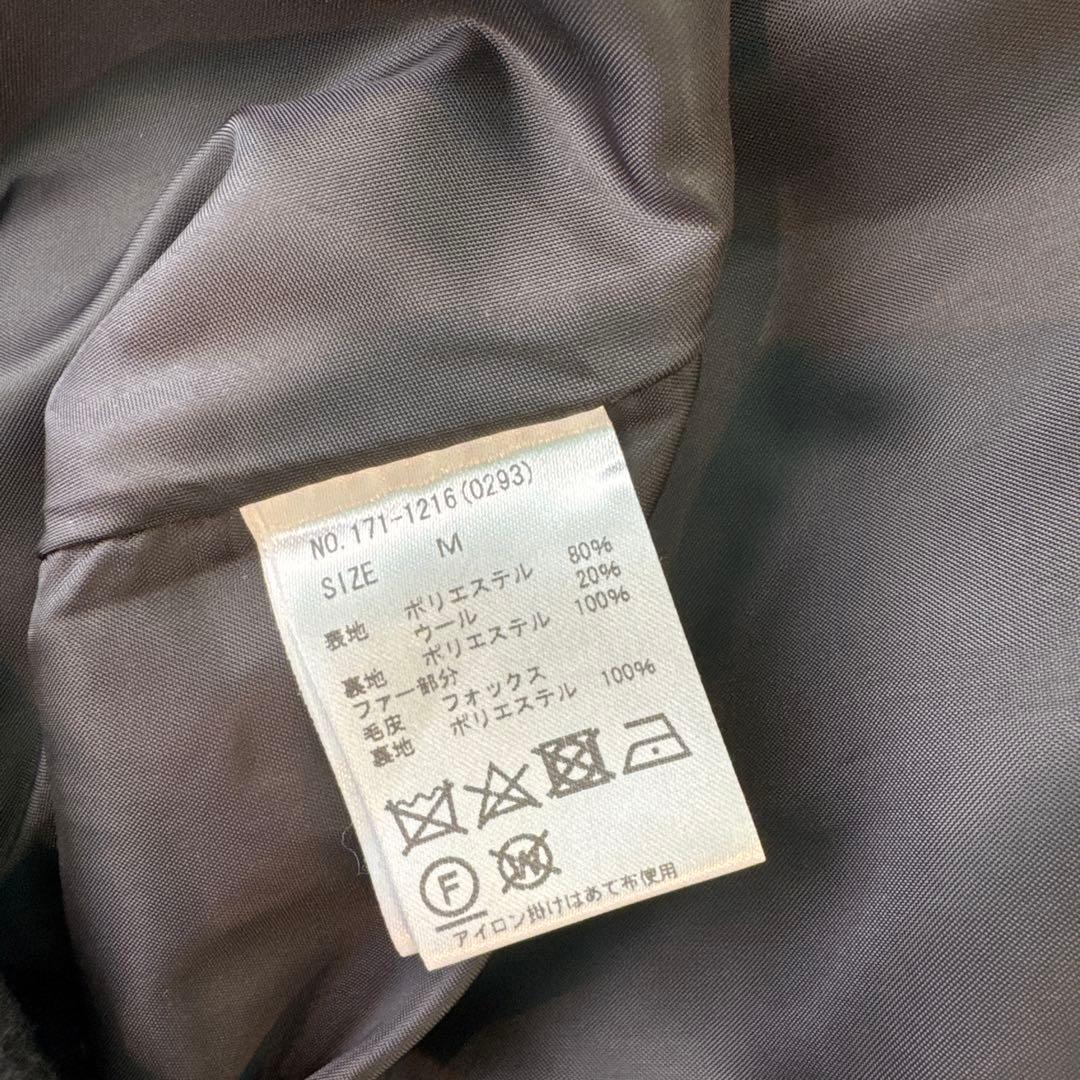 NO.171-1216(0293)
SIZE M
表地 ポリエステル 80%
ウール 20%
裏地 ポリエステル 100%
ファー部分
毛皮 フォックス
裏地 ポリエステル 100%
F
W
アイロン掛けはあて布使用